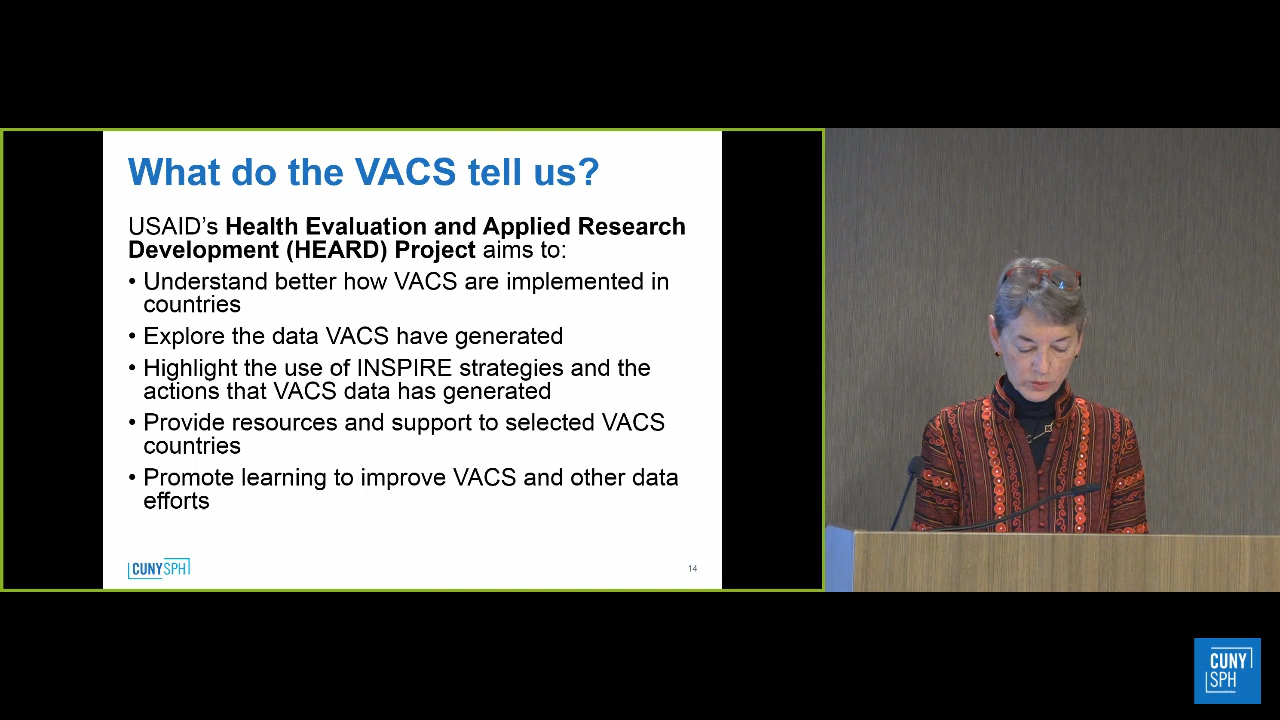 What do the VACS tell us?
USAID’s Health Evaluation and Applied Research
Development (HEARD) Project aims to:
• Understand better how VACS are implemented in
countries
• Explore the data VACS have generated
• Highlight the use of INSPIRE strategies and the
actions that VACS data has generated
• Provide resources and support to selected VACS
countries
• Promote learning to improve VACS and other data
efforts
CUNY SPH
14
CUNY
SPH